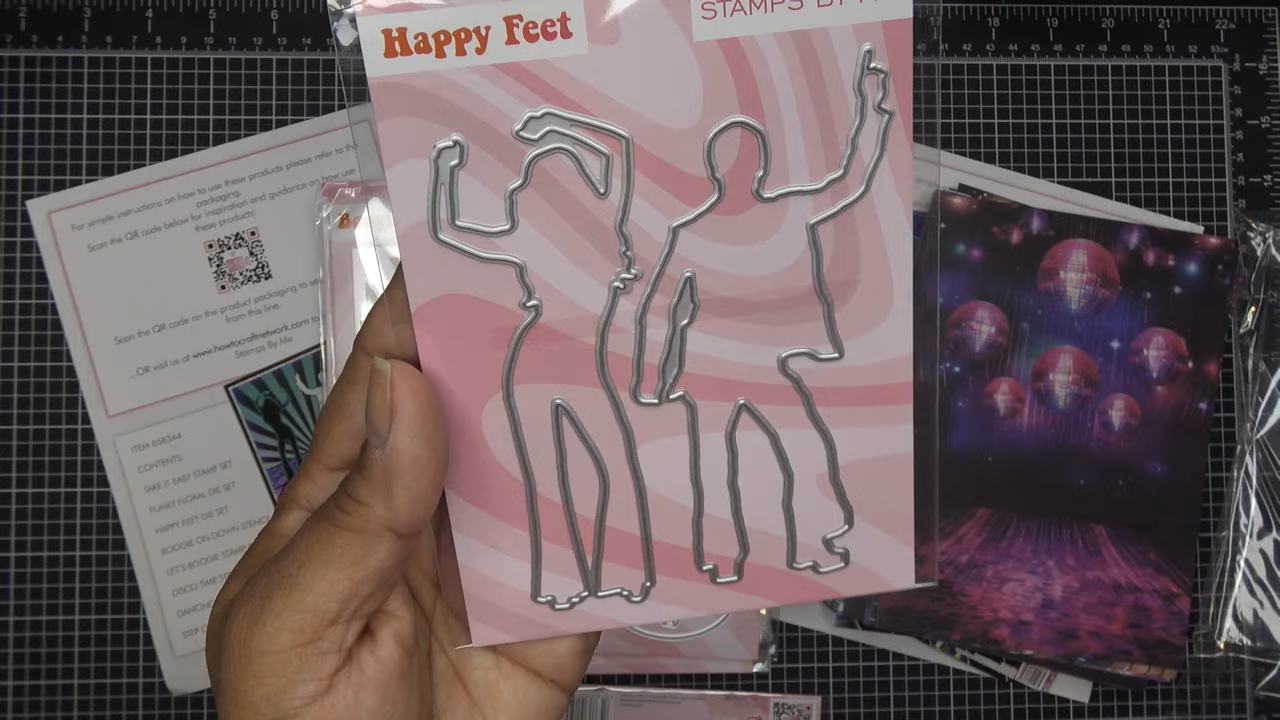 Happy Feet
STAMPS BY
For simple instructions on how to use these products please refer to the
packaging.
Scan the QR code below for inspiration and guidance on how use
these products:
Scan the QR code on the product packaging to
from this line.
...OR visit us at www.howtocraftnetwork.com
Stamps By Me
ITEM 658344
CONTENTS:
TAKE IT EASY STAMP SET
FUNKY FLORAL DIE SET
HAPPY FEET DIE SET
BOOGIE ON DOWN STENCIL
LET'S BOOGIE STAMP
DISCO TIME
STEP